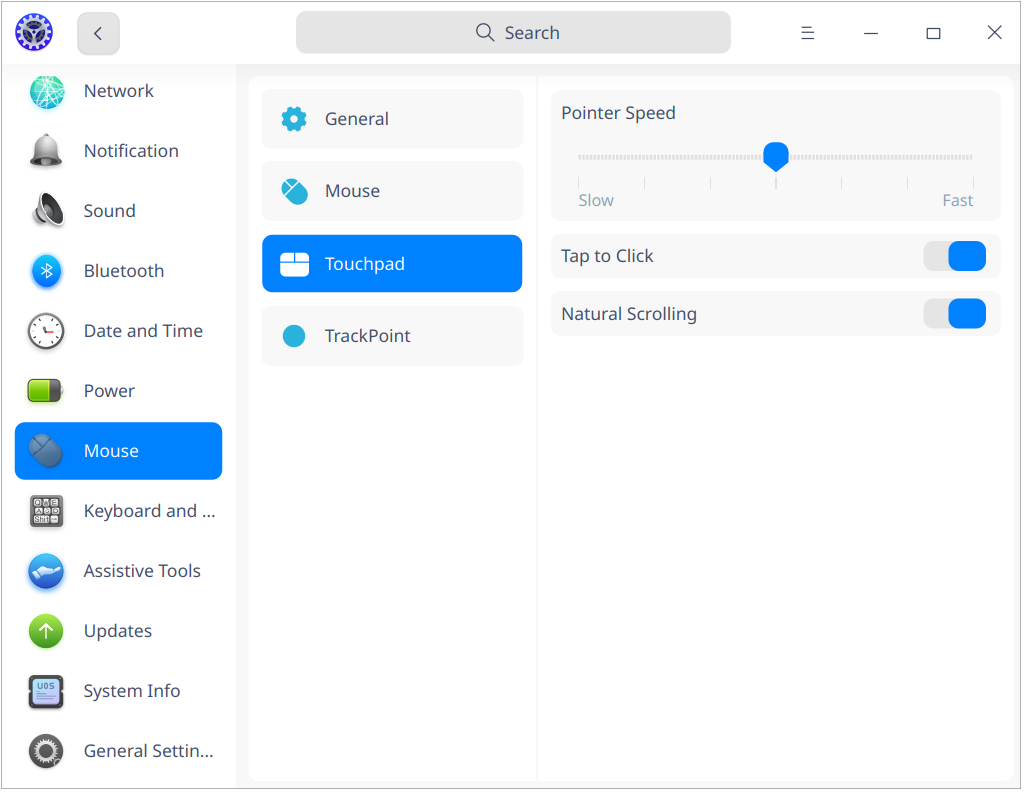 Search
Network
Notification
Sound
Bluetooth
Date and Time
Power
Mouse
Keyboard and ...
Assistive Tools
Updates
UOS
System Info
General Settin...
General
Mouse
Touchpad
TrackPoint
Pointer Speed
Slow
Fast
Tap to Click
Natural Scrolling